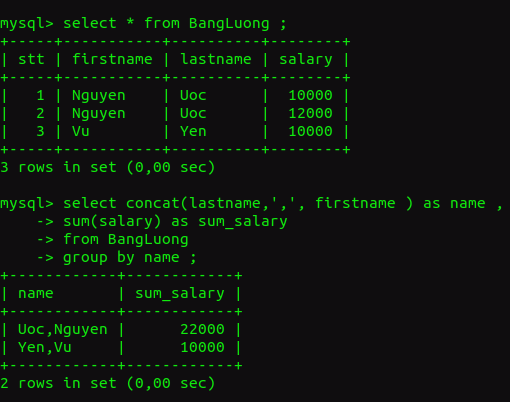 mysql> select * from BangLuong ;
+-----+-----------+----------+--------+
| stt | firstname | lastname | salary |
+-----+-----------+----------+--------+
|   1 | Nguyen    | Uoc      |  10000 |
|   2 | Nguyen    | Uoc      |  12000 |
|   3 | Vu        | Yen      |  10000 |
+-----+-----------+----------+--------+
3 rows in set (0,00 sec)

mysql> select concat(lastname,',', firstname ) as name ,
    -> sum(salary) as sum_salary
    -> from BangLuong
    -> group by name ;
+------------+------------+
| name       | sum_salary |
+------------+------------+
| Uoc,Nguyen |      22000 |
| Yen,Vu     |      10000 |
+------------+------------+
2 rows in set (0,00 sec)